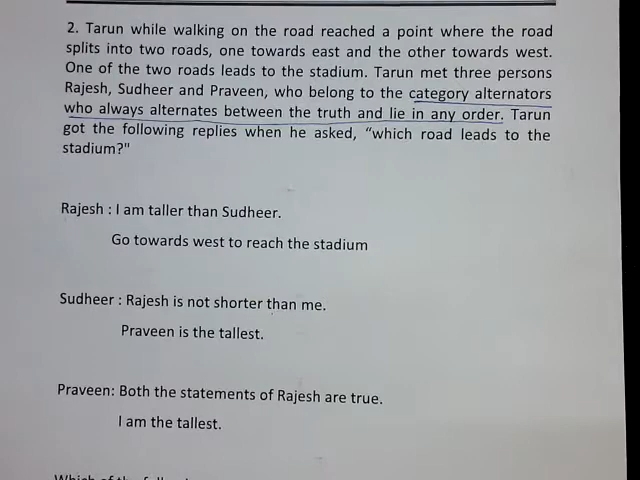 2. Tarun while walking on the road reached a point where the road
splits into two roads, one towards east and the other towards west.
One of the two roads leads to the stadium. Tarun met three persons
Rajesh, Sudheer and Praveen, who belong to the category alternators
who always alternates between the truth and lie in any order. Tarun
got the following replies when he asked, “which road leads to the
stadium?"
Rajesh : I am taller than Sudheer.
Go towards west to reach the stadium
Sudheer : Rajesh is not shorter than me.
Praveen is the tallest.
Praveen: Both the statements of Rajesh are true.
I am the tallest.
Which of the